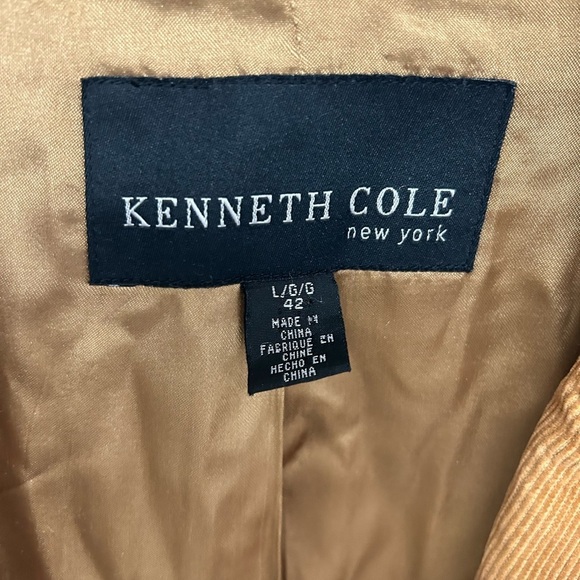 KENNETH COLE
new york
L/G/G
42
MADE IN
CHINA
FABRIQUE EN
CHINE
HECHO EN
CHINA